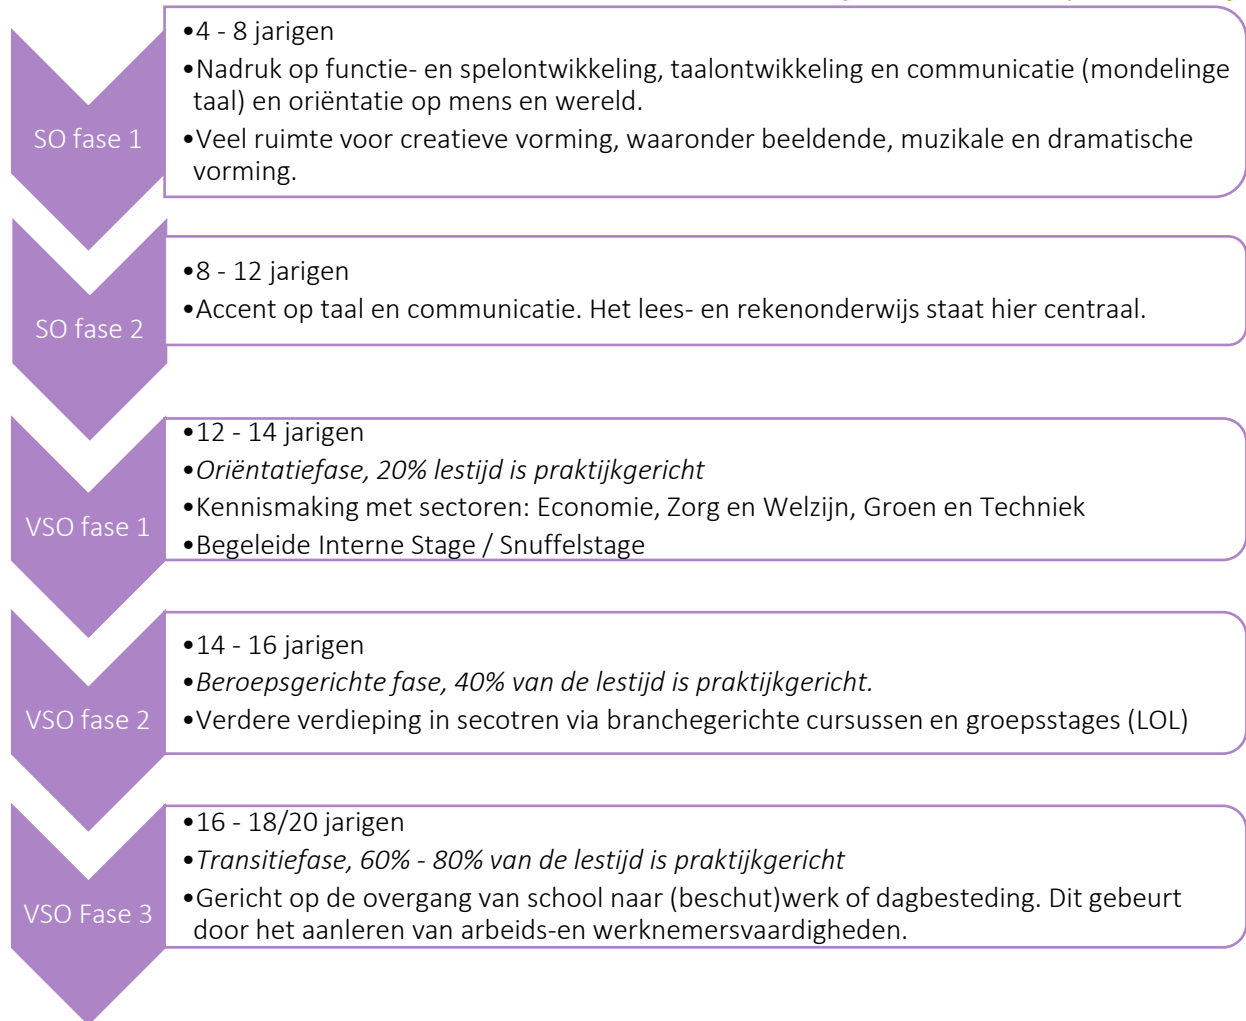 SO fase 1
•4 - 8 jarigen
•Nadruk op functie- en spelontwikkeling, taalontwikkeling en communicatie (mondelinge
taal) en oriëntatie op mens en wereld.
•Veel ruimte voor creatieve vorming, waaronder beeldende, muzikale en dramatische
vorming.
SO fase 2
•8 - 12 jarigen
•Accent op taal en communicatie. Het lees- en rekenonderwijs staat hier centraal.
VSO fase 1
•12 - 14 jarigen
•Oriëntatiefase, 20% lestijd is praktijkgericht
•Kennismaking met sectoren: Economie, Zorg en Welzijn, Groen en Techniek
•Begeleide Interne Stage / Snuffelstage
VSO fase 2
•14 - 16 jarigen
•Beroepsgerichte fase, 40% van de lestijd is praktijkgericht.
•Verdere verdieping in secotren via branchegerichte cursussen en groepsstages (LOL)
VSO Fase 3
•16 - 18/20 jarigen
•Transitiefase, 60% - 80% van de lestijd is praktijkgericht
•Gericht op de overgang van school naar (beschut)werk of dagbesteding. Dit gebeurt
door het aanleren van arbeids-en werknemersvaardigheden.